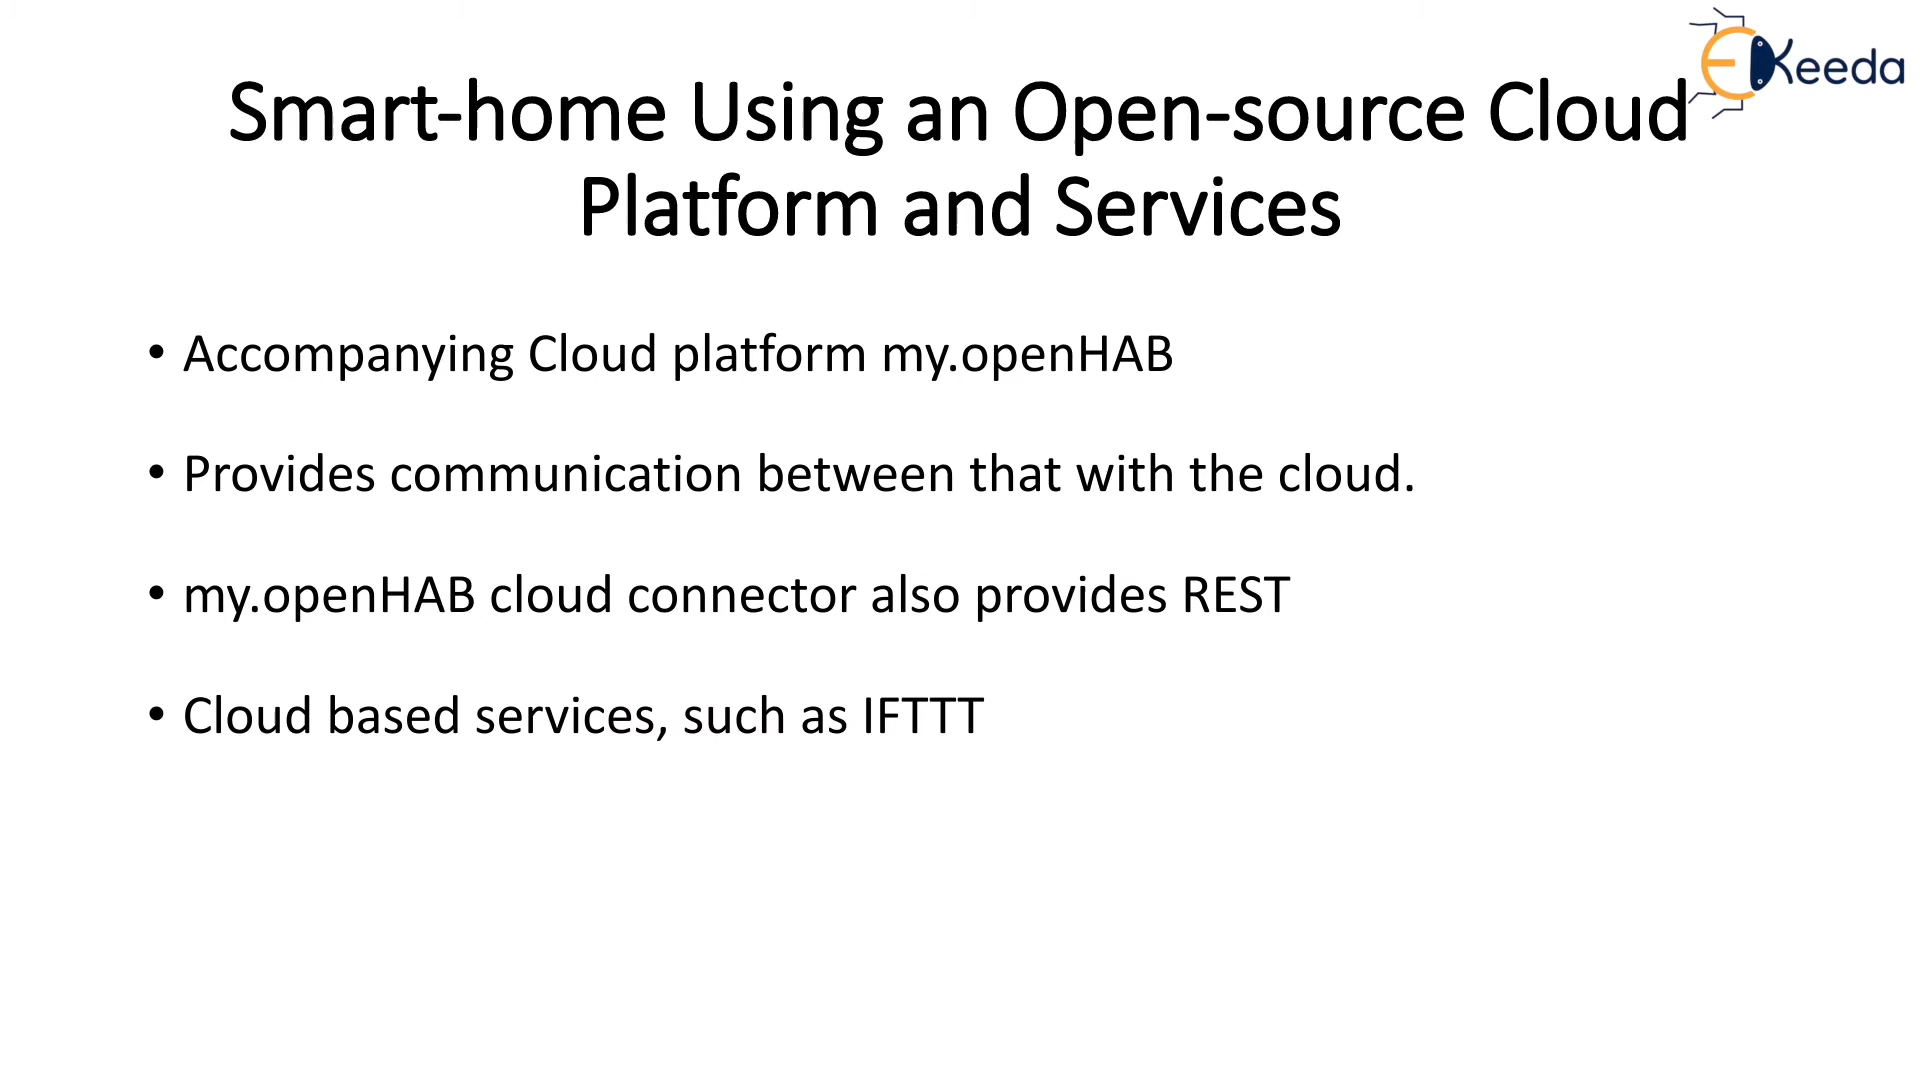 EKeeda
Smart-home Using an Open-source Cloud
Platform and Services
• Accompanying Cloud platform my.openHAB
• Provides communication between that with the cloud.
• my.openHAB cloud connector also provides REST
• Cloud based services, such as IFTTT